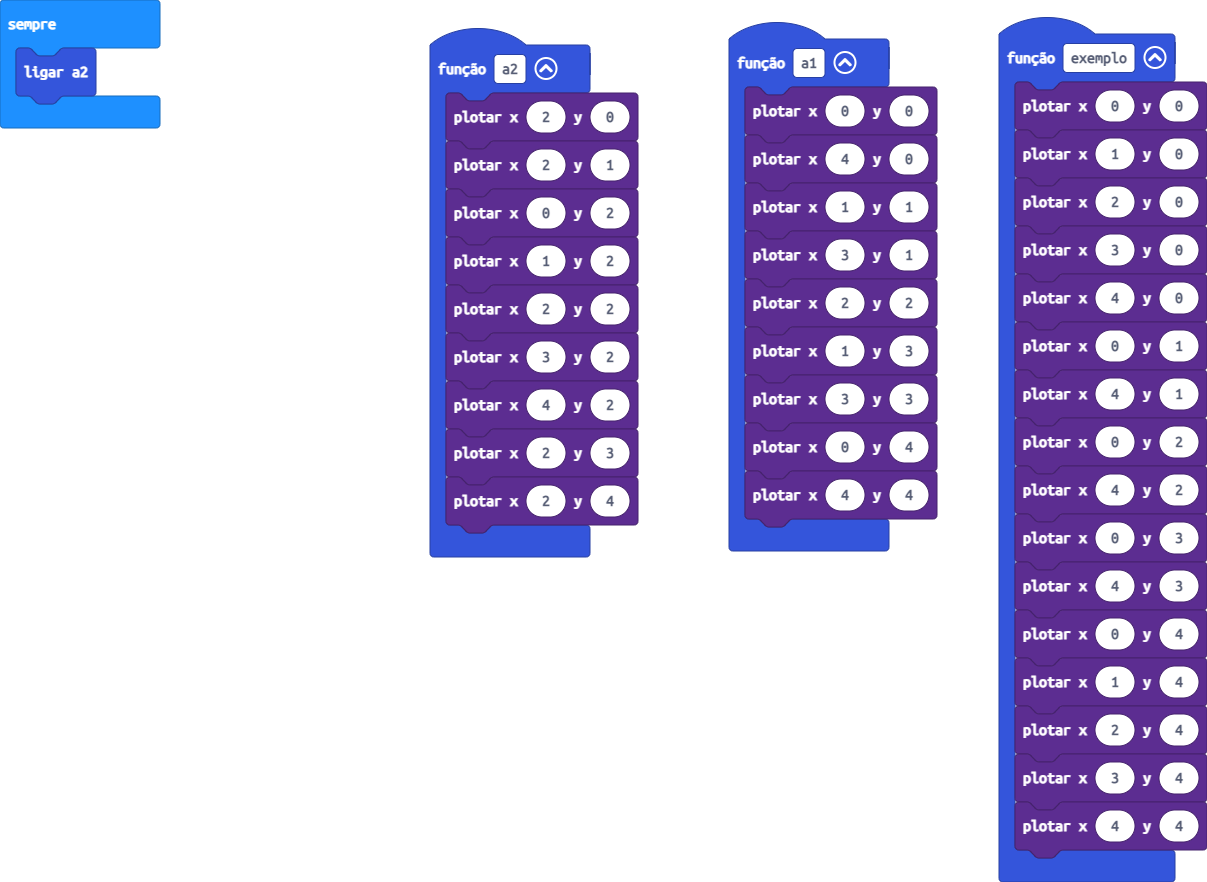 sempre
ligar a2
função a2
plotar x 2 y 0
plotar x 2 y 1
plotar x 0 y 2
plotar x 1 y 2
plotar x 2 y 2
plotar x 3 y 2
plotar x 4 y 2
plotar x 2 y 3
plotar x 2 y 4
função a1
plotar x 0 y 0
plotar x 4 y 0
plotar x 1 y 1
plotar x 3 y 1
plotar x 2 y 2
plotar x 1 y 3
plotar x 3 y 3
plotar x 0 y 4
plotar x 4 y 4
função exemplo
plotar x 0 y 0
plotar x 1 y 0
plotar x 2 y 0
plotar x 3 y 0
plotar x 4 y 0
plotar x 0 y 1
plotar x 4 y 1
plotar x 0 y 2
plotar x 4 y 2
plotar x 0 y 3
plotar x 4 y 3
plotar x 0 y 4
plotar x 1 y 4
plotar x 2 y 4
plotar x 3 y 4
plotar x 4 y 4